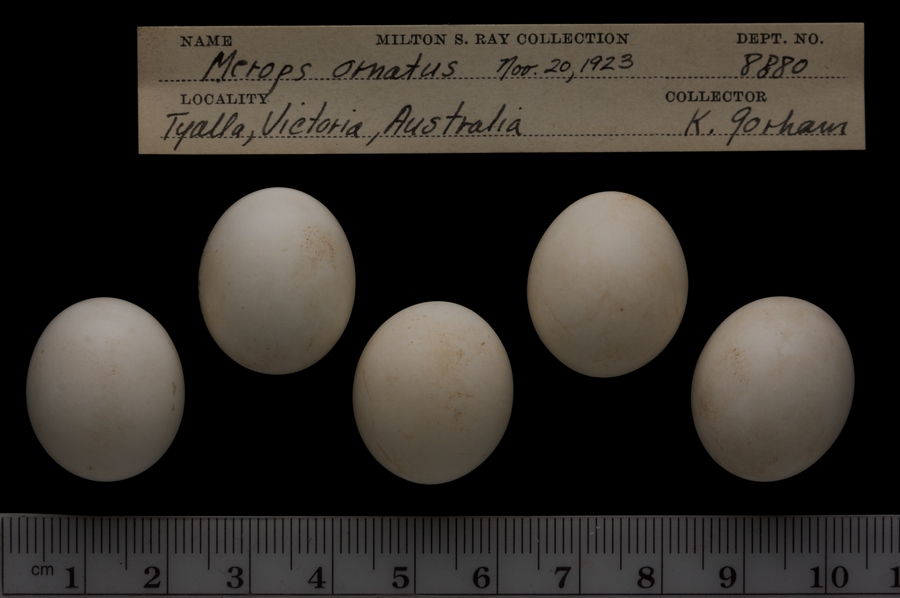 NAME MILTON S. RAY COLLECTION DEPT. NO.
Merops ornatus Nov. 20, 1923 8880
LOCALITY COLLECTOR
Tyalla, Victoria, Australia K. Gorham
cm 1 2 3 4 5 6 7 8 9 10 1